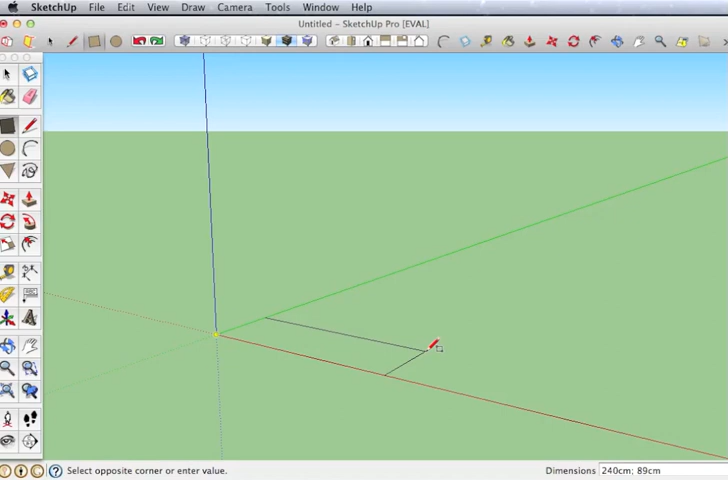 SketchUp File Edit View Draw Camera Tools Window Help
Untitled - SketchUp Pro [EVAL]
Select opposite corner or enter value. Dimensions 240cm; 89cm